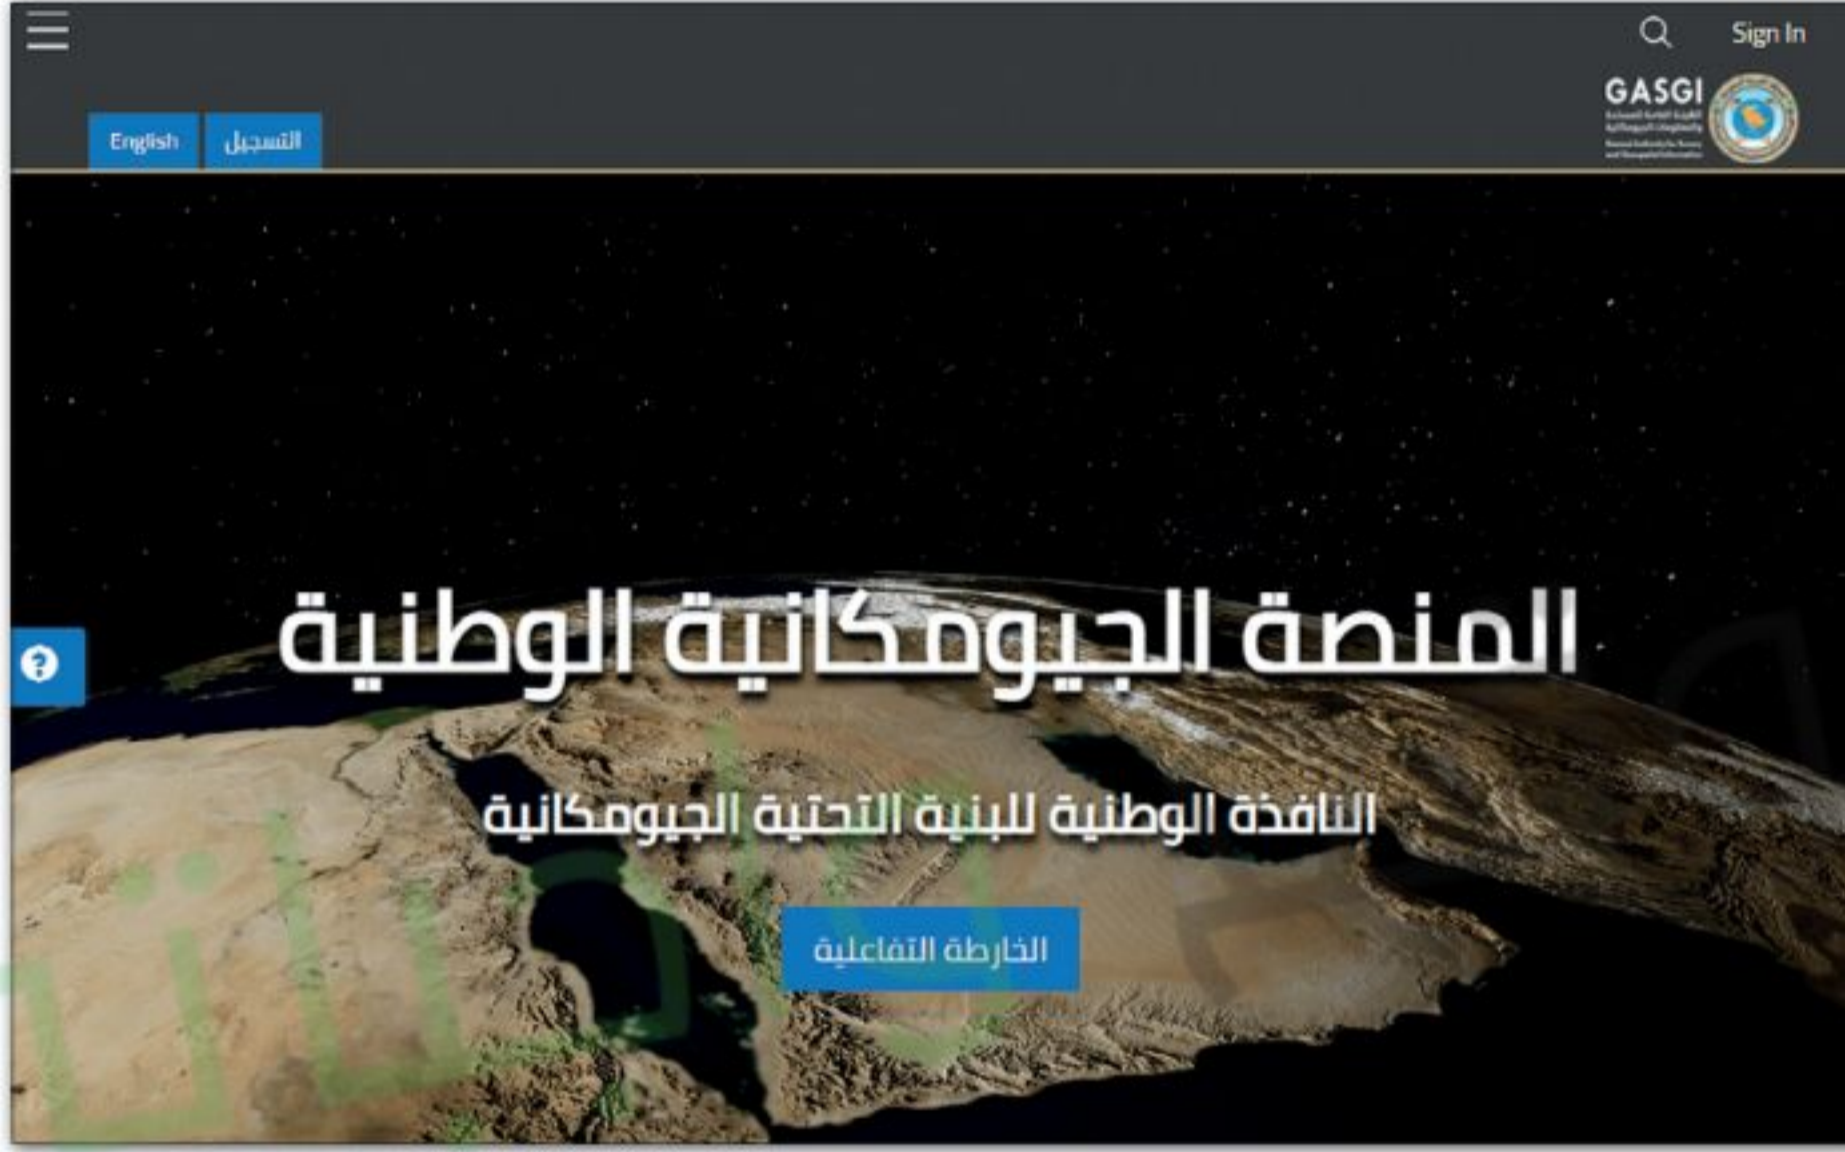 Sign In
GASGI
English
التسجيل
المنصة الجيومكانية الوطنية
النافذة الوطنية للبنية التحتية الجيومكانية
الخارطة التفاعلية